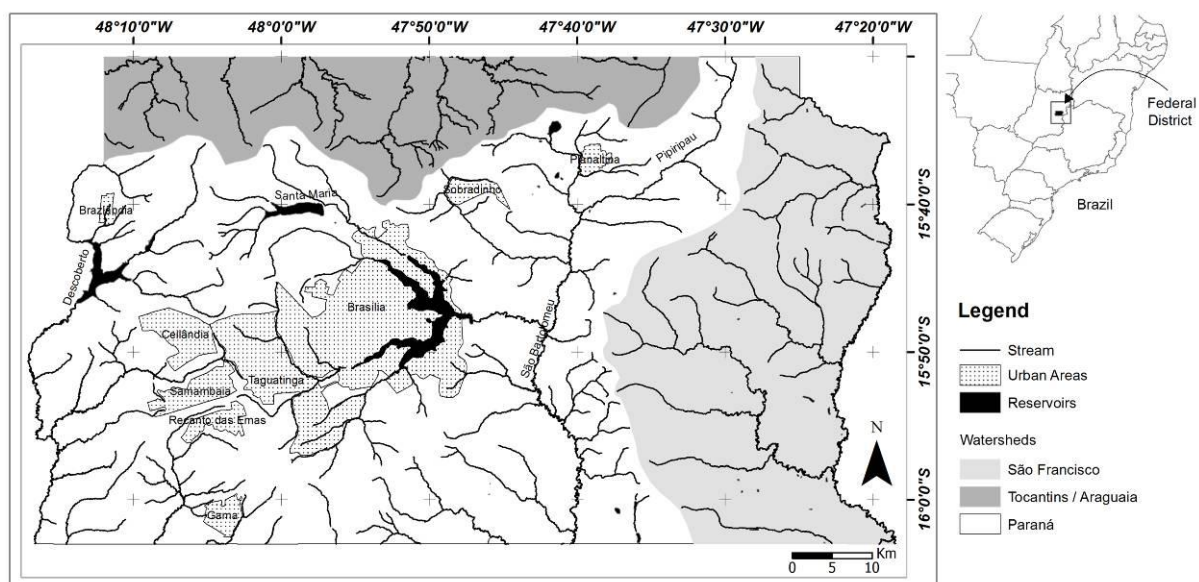 48°10'0"W
48°0'0"W
47°50'0"W
47°40'0"W
47°30'0"W
47°20'0"W
15°40'0"S
15°50'0"S
16°0'0"S
Planaltina
Pipiripau
Sobradinho
Santa Maria
Brazlândia
Descoberto
Brasília
São Bartolomeu
Ceilândia
Taguatinga
Samambaia
Recanto das Emas
Gama
N
Km
0 5 10
Federal
District
Brazil
Legend
Stream
Urban Areas
Reservoirs
Watersheds
São Francisco
Tocantins / Araguaia
Paraná